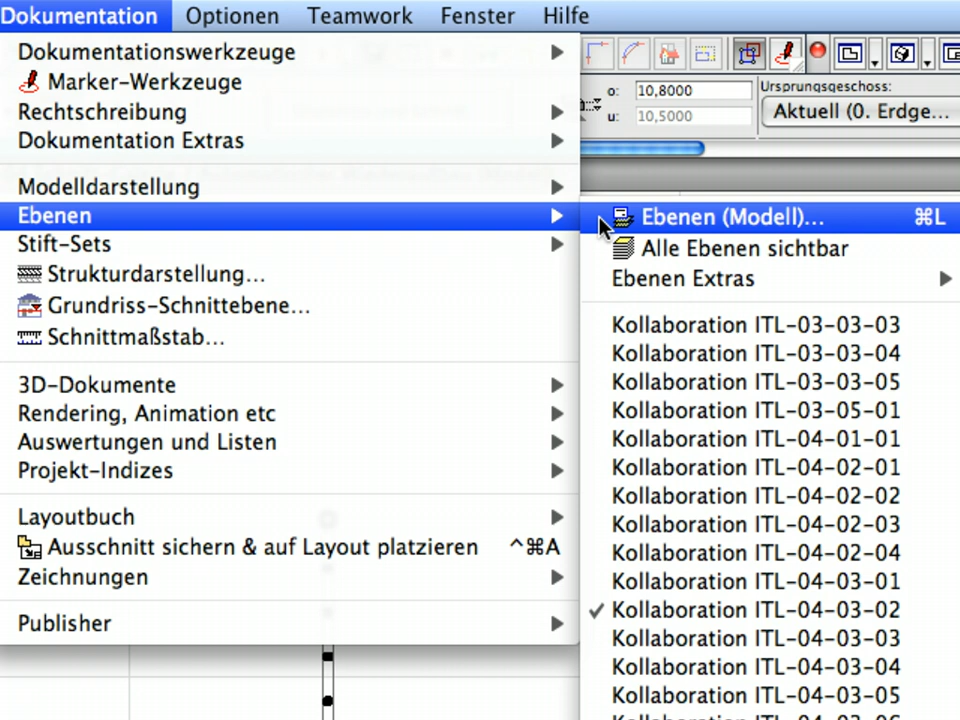 Dokumentation Optionen Teamwork Fenster Hilfe
Dokumentationswerkzeuge
Marker-Werkzeuge
Rechtschreibung
Dokumentation Extras
Modelldarstellung
Ebenen
Stift-Sets
Strukturdarstellung...
Grundriss-Schnittebene...
Schnittmaßstab...
3D-Dokumente
Rendering, Animation etc
Auswertungen und Listen
Projekt-Indizes
Layoutbuch
Ausschnitt sichern & auf Layout platzieren ^⌘A
Zeichnungen
Publisher
o: 10,8000
u: 10,5000
Ursprungsgeschoss:
Aktuell (0. Erdge...
Ebenen (Modell)... ⌘L
Alle Ebenen sichtbar
Ebenen Extras
Kollaboration ITL-03-03-03
Kollaboration ITL-03-03-04
Kollaboration ITL-03-03-05
Kollaboration ITL-03-05-01
Kollaboration ITL-04-01-01
Kollaboration ITL-04-02-01
Kollaboration ITL-04-02-02
Kollaboration ITL-04-02-03
Kollaboration ITL-04-02-04
Kollaboration ITL-04-03-01
✓ Kollaboration ITL-04-03-02
Kollaboration ITL-04-03-03
Kollaboration ITL-04-03-04
Kollaboration ITL-04-03-05